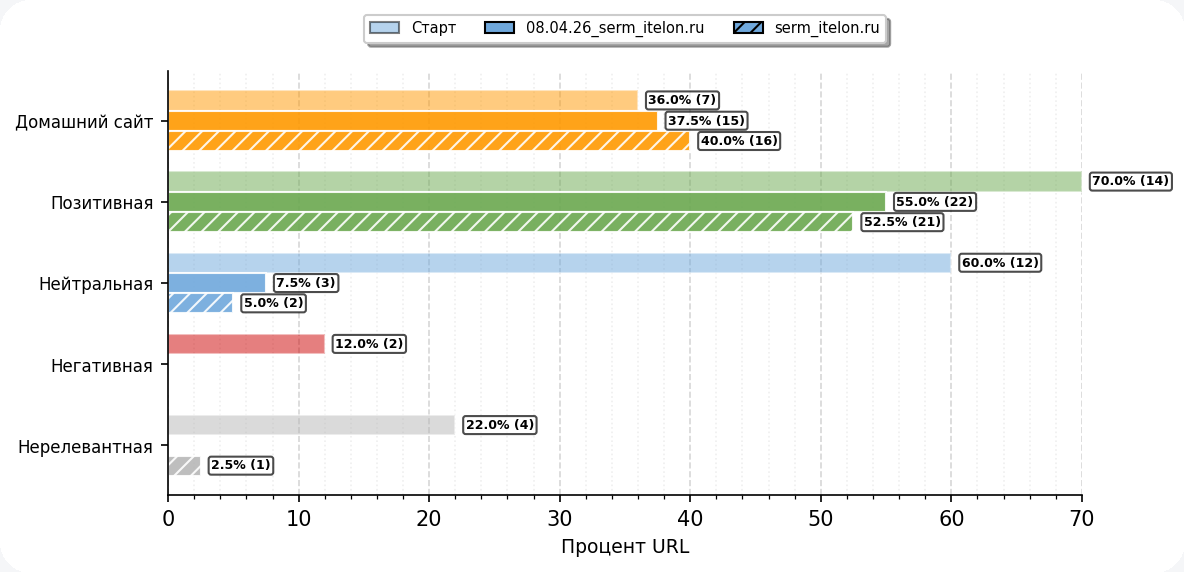 Старт 08.04.26_serm_itelon.ru serm_itelon.ru
36.0% (7)
Домашний сайт 37.5% (15)
40.0% (16)
70.0% (14)
Позитивная 55.0% (22)
52.5% (21)
60.0% (12)
Нейтральная 7.5% (3)
5.0% (2)
12.0% (2)
Негативная
22.0% (4)
Нерелевантная
2.5% (1)
0 10 20 30 40 50 60 70
Процент URL